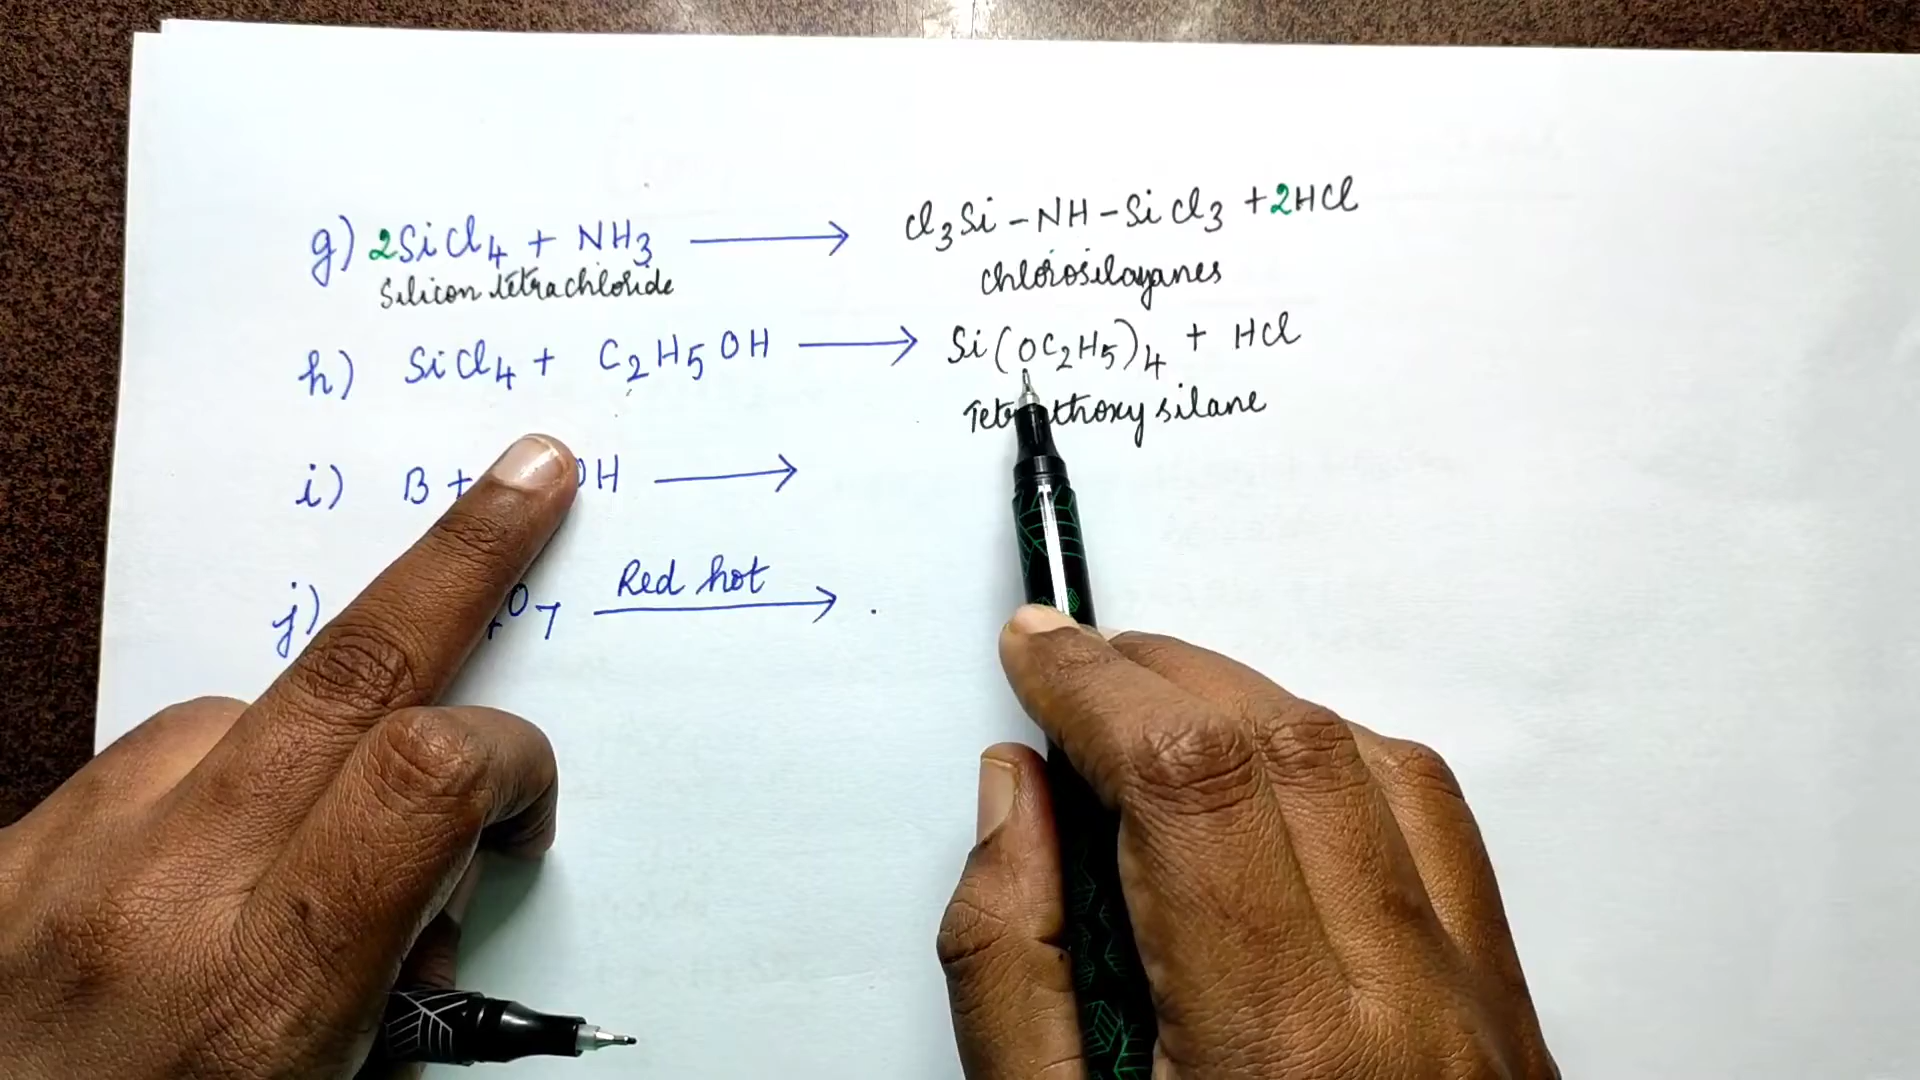 g) 2SiCl4 + NH3 ⟶ Cl3Si – NH – SiCl3 + 2HCl
Silicon tetrachloride chlorosilazanes
h) SiCl4 + C2H5OH ⟶ Si(OC2H5)4 + HCl
silane
i) B + OH ⟶
j) O7 Red hot ⟶ .